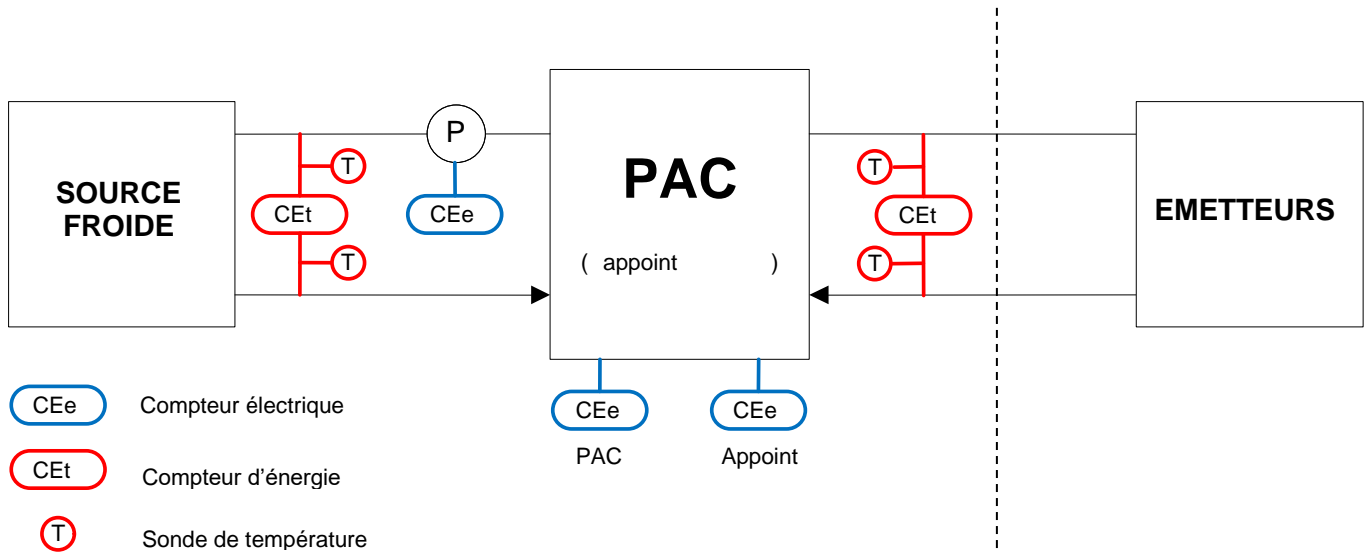 SOURCE
FROIDE
T
CEt
T
P
CEe
PAC
( appoint )
CEe
PAC
CEe
Appoint
T
CEt
T
EMETTEURS
CEe Compteur électrique
CEt Compteur d'énergie
T Sonde de température